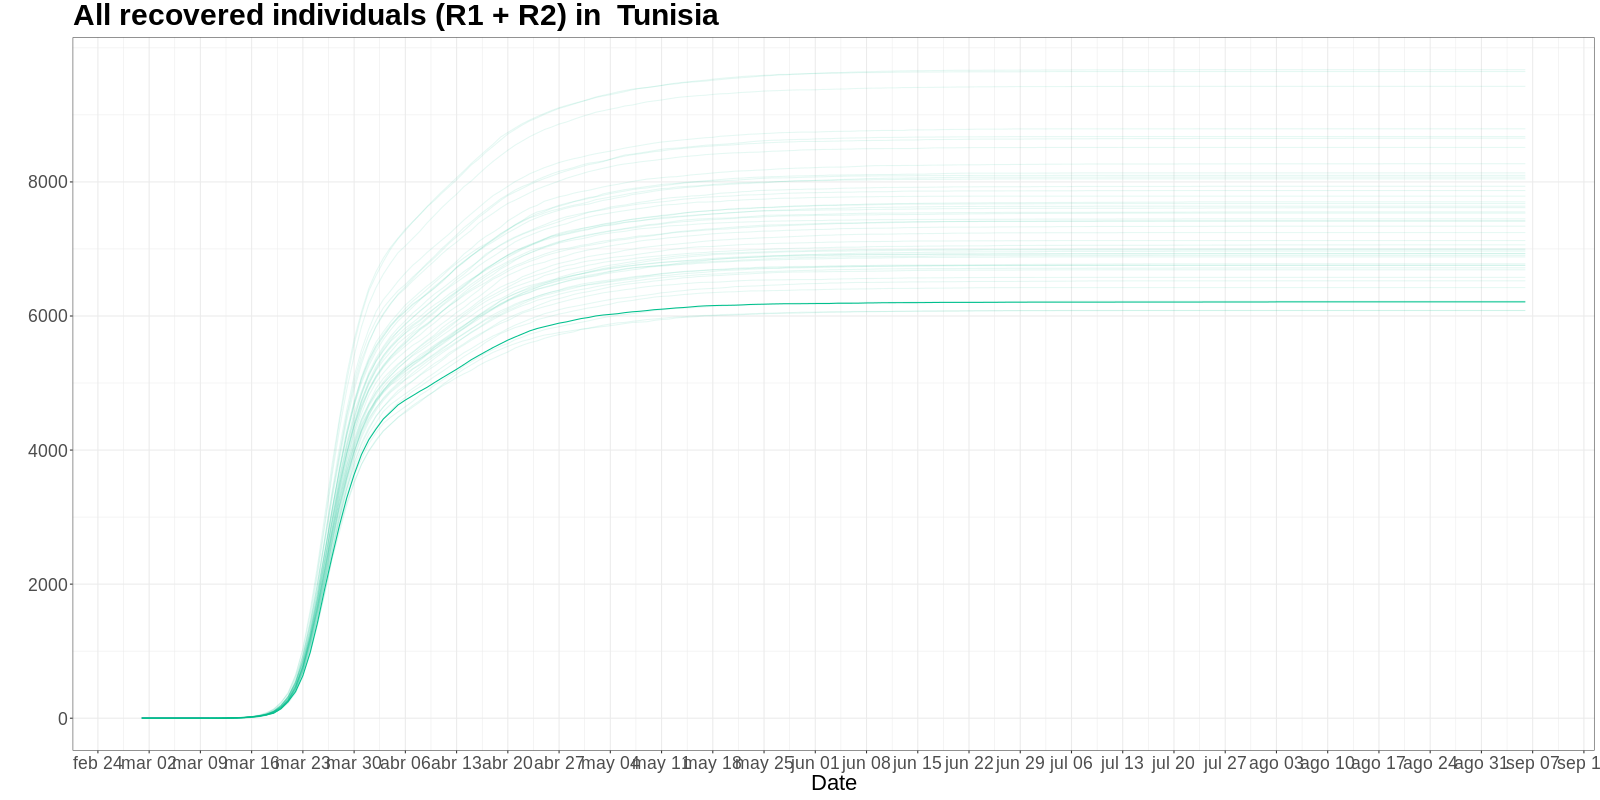 All recovered individuals (R1 + R2) in  Tunisia
8000
6000
4000
2000
0
feb 24 mar 02 mar 09 mar 16 mar 23 mar 30 abr 06 abr 13 abr 20 abr 27 may 04 may 11 may 18 may 25 jun 01 jun 08 jun 15 jun 22 jun 29 jul 06 jul 13 jul 20 jul 27 ago 03 ago 10 ago 17 ago 24 ago 31 sep 07 sep 1
Date